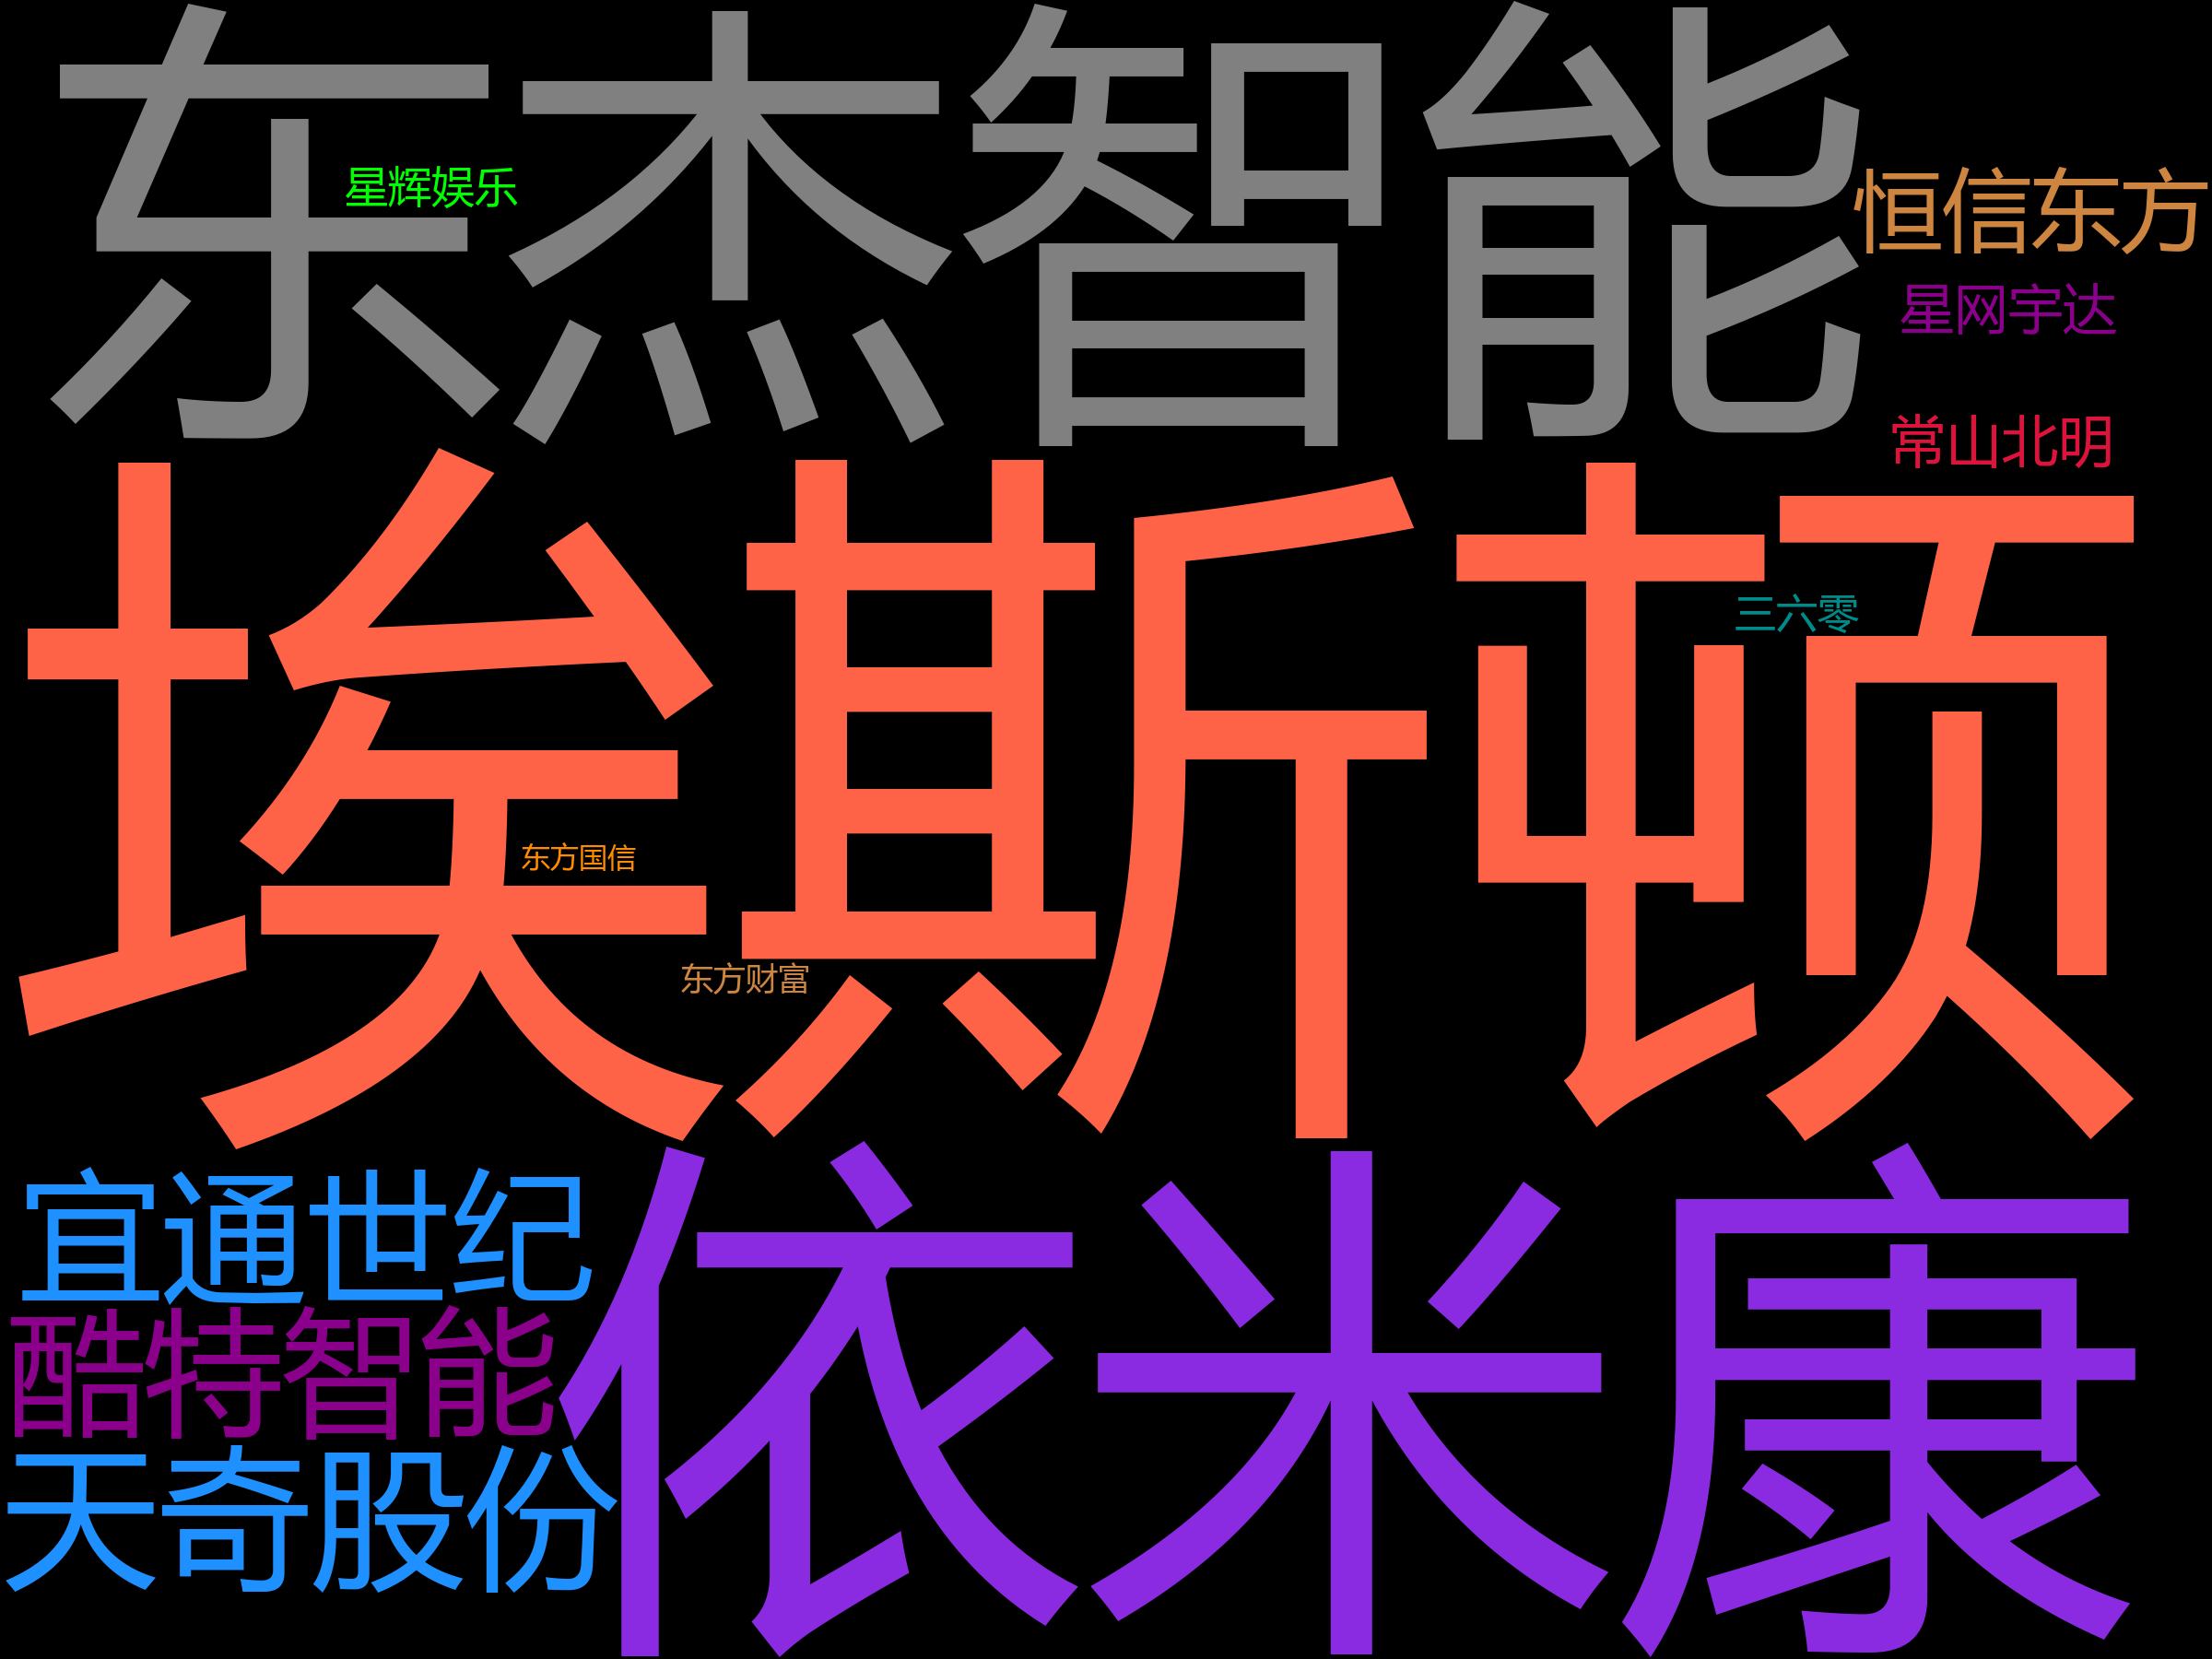 东杰智能
星辉娱乐
恒信东方
星网宇达
常山北明
埃斯顿
三六零
东方国信
东方财富
宜通世纪
酷特智能
天奇股份
依米康